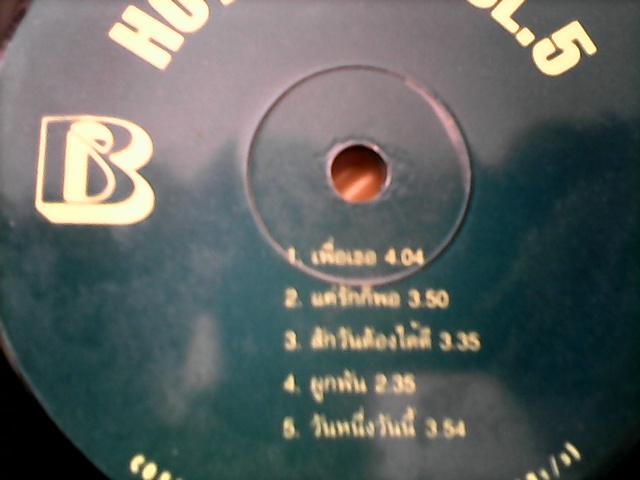 HO
OL.5
B
1. เพื่อเธอ 4.04
2. แค่รักก็พอ 3.50
3. สักวันต้องได้ดี 3.35
4. ผูกพัน 2.35
5. วันหนึ่งวันนี้ 3.54